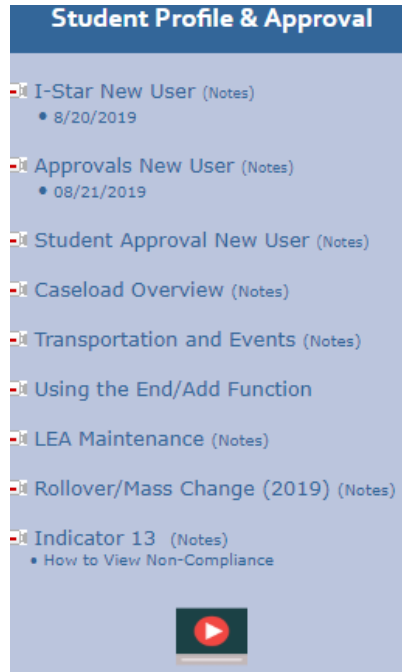 Student Profile & Approval
I-Star New User (Notes)
• 8/20/2019
Approvals New User (Notes)
• 08/21/2019
Student Approval New User (Notes)
Caseload Overview (Notes)
Transportation and Events (Notes)
Using the End/Add Function
LEA Maintenance (Notes)
Rollover/Mass Change (2019) (Notes)
Indicator 13 (Notes)
• How to View Non-Compliance